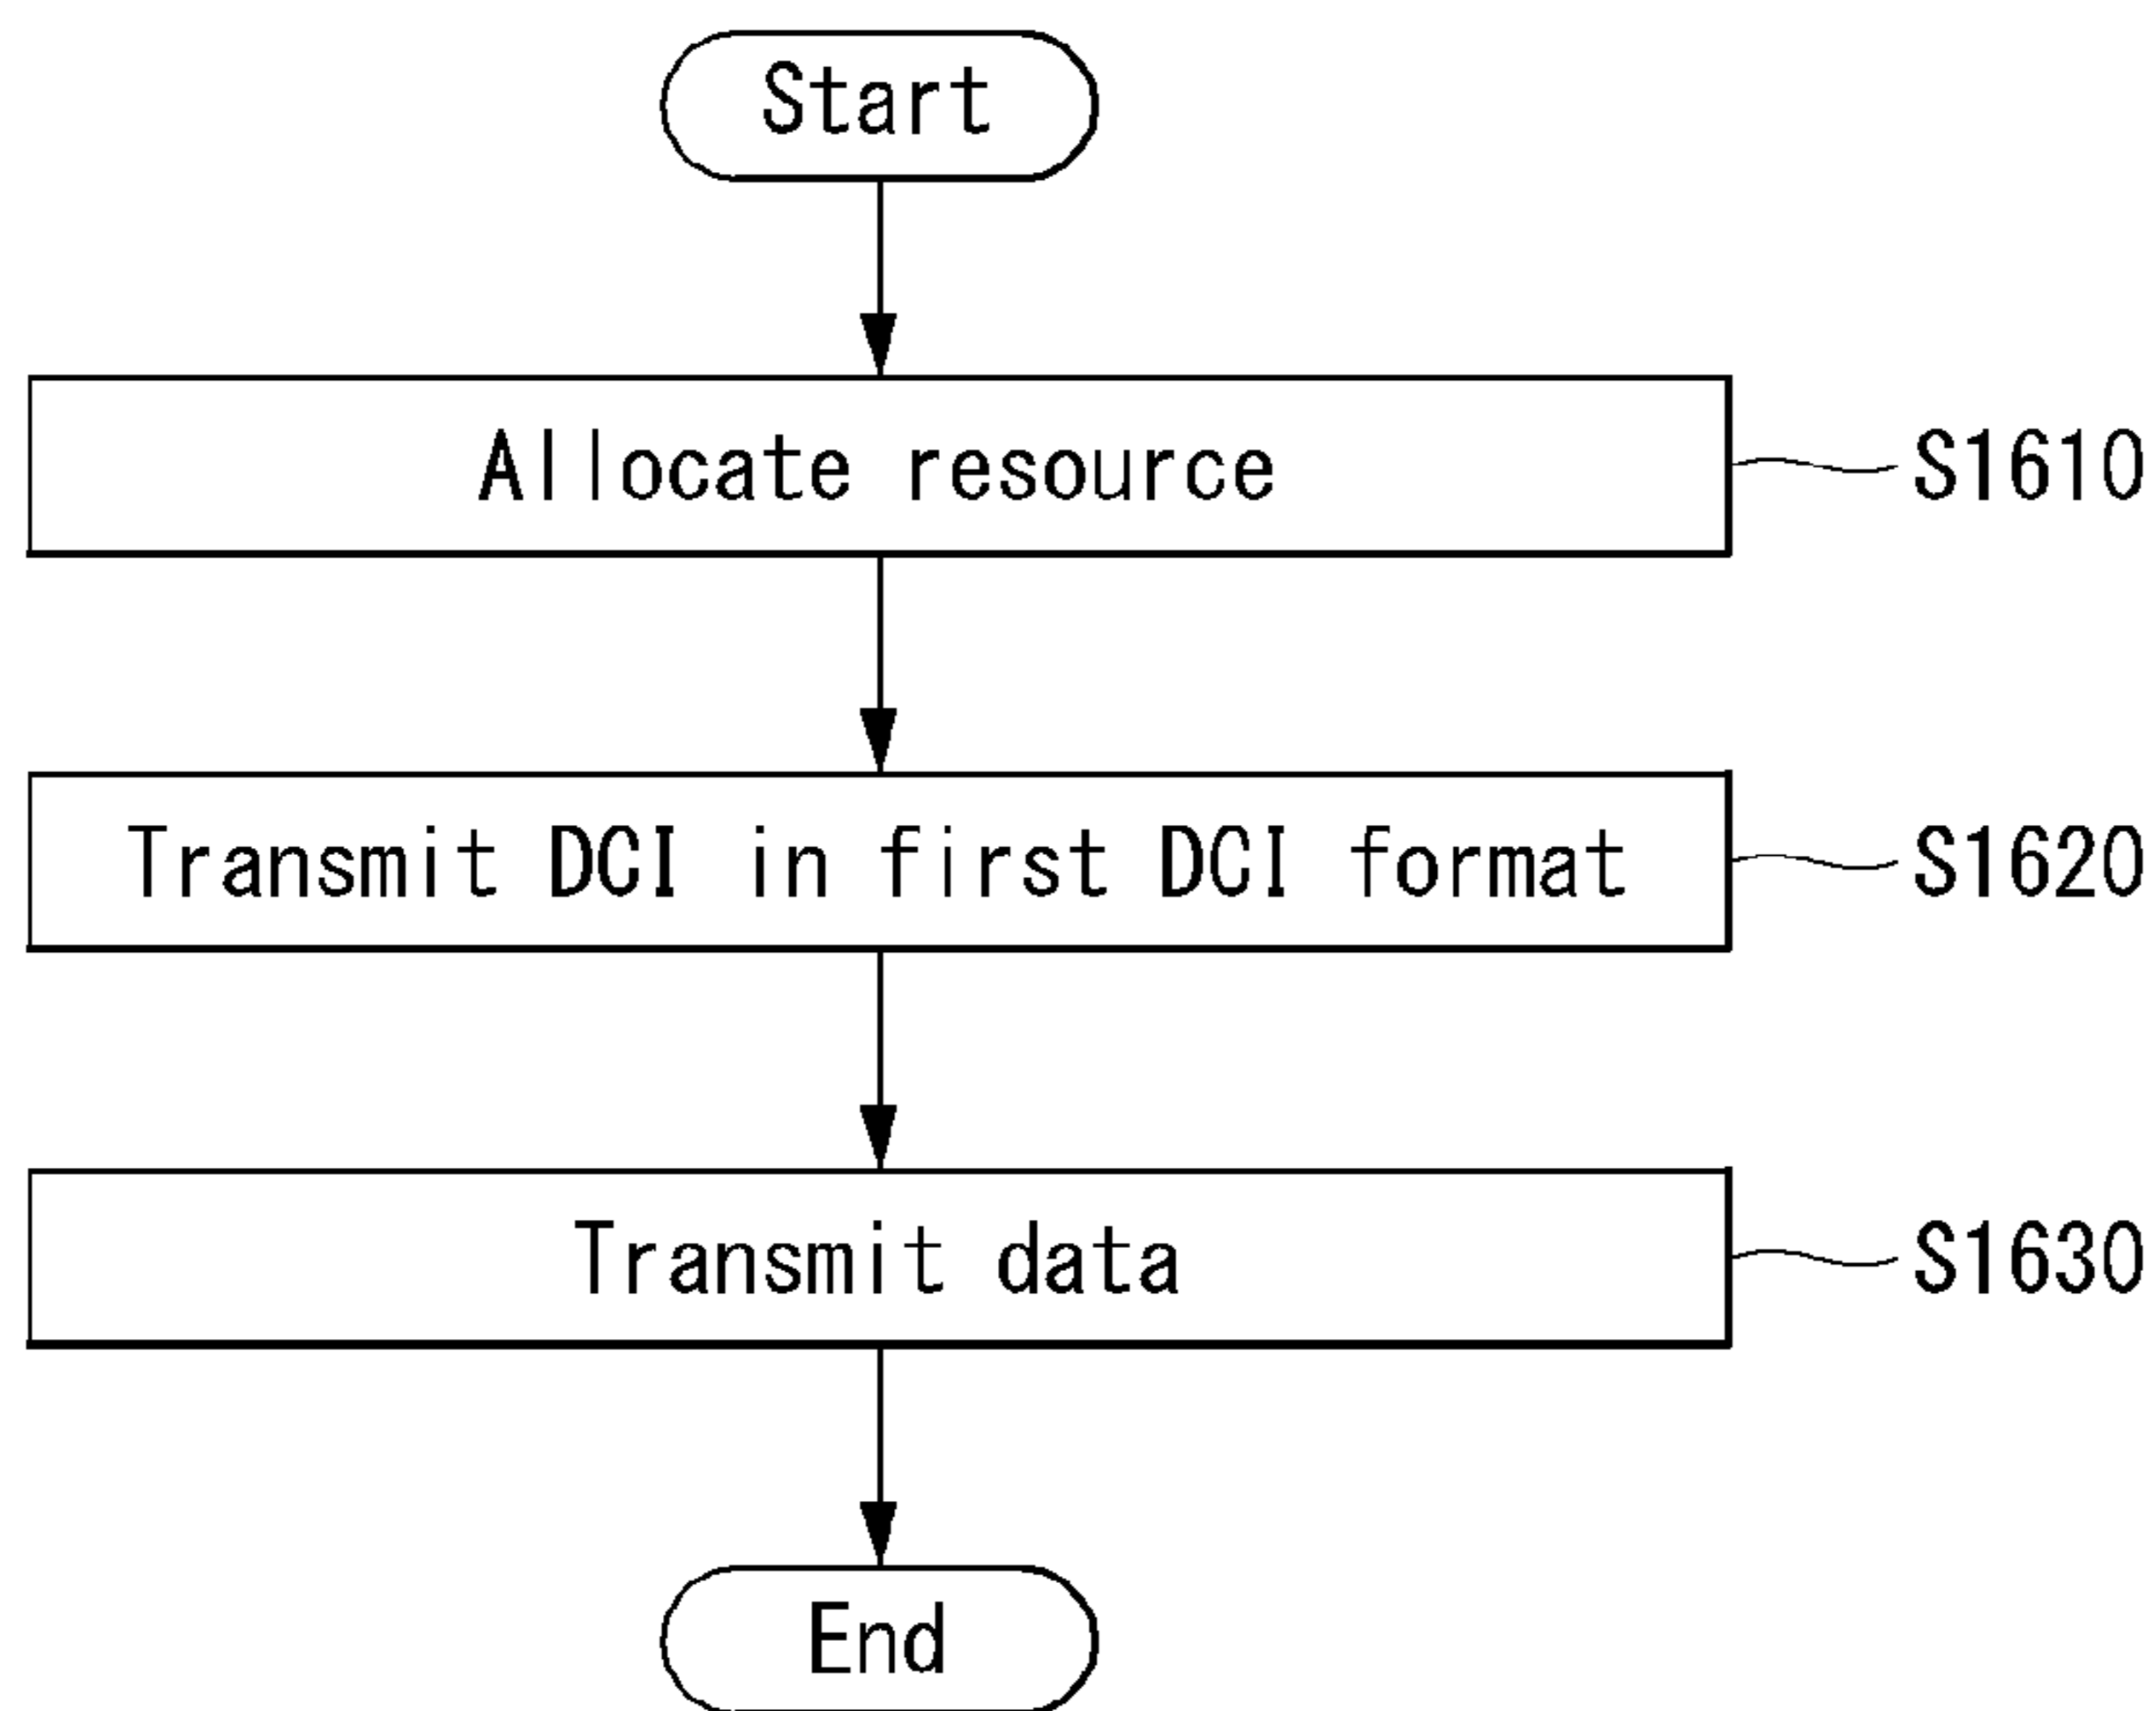 Start
Allocate resource
S1610
Transmit DCI in first DCI format
S1620
Transmit data
S1630
End